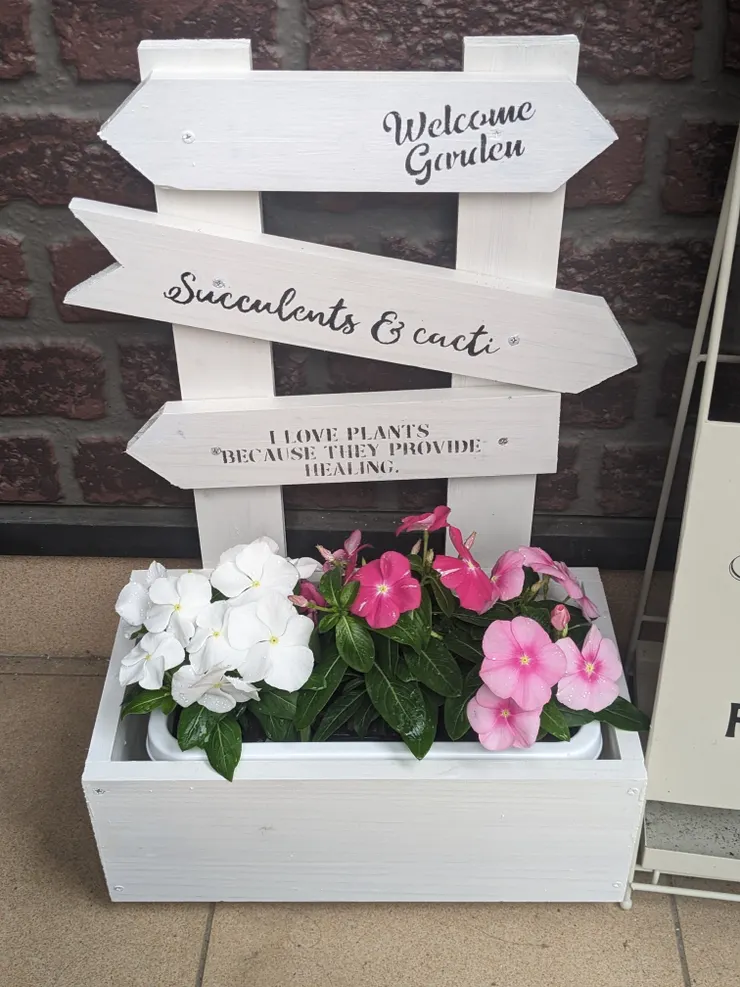 Welcome
Garden
Succulents & cacti
I LOVE PLANTS
BECAUSE THEY PROVIDE
HEALING.